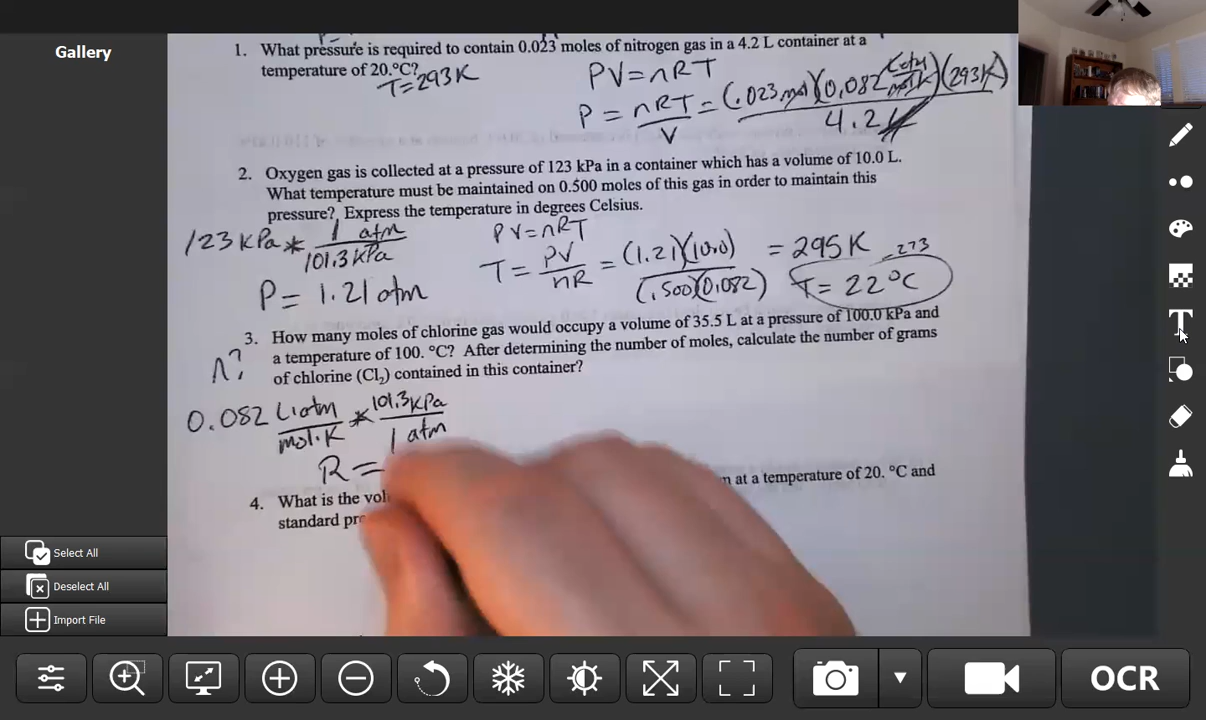 Gallery
1. What pressure is required to contain 0.023 moles of nitrogen gas in a 4.2 L container at a
temperature of 20.°C?
T=293K
PV=nRT
P = nRT/V = (.023 mol)(0.082 L·atm/mol·K)(293K)/4.2L
2. Oxygen gas is collected at a pressure of 123 kPa in a container which has a volume of 10.0 L.
What temperature must be maintained on 0.500 moles of this gas in order to maintain this
pressure? Express the temperature in degrees Celsius.
123 kPa * 1 atm/101.3 kPa
P = 1.21 atm
PV=nRT
T = PV/nR = (1.21)(10.0)/(.500)(0.082) = 295 K
-273
T= 22°C
3. How many moles of chlorine gas would occupy a volume of 35.5 L at a pressure of 100.0 kPa and
a temperature of 100. °C? After determining the number of moles, calculate the number of grams
of chlorine (Cl₂) contained in this container?
n?
0.082 L·atm/mol·K * 101.3 kPa/1 atm
R =
4. What is the vol at a temperature of 20. °C and
standard pr
Select All
Deselect All
Import File
T
OCR